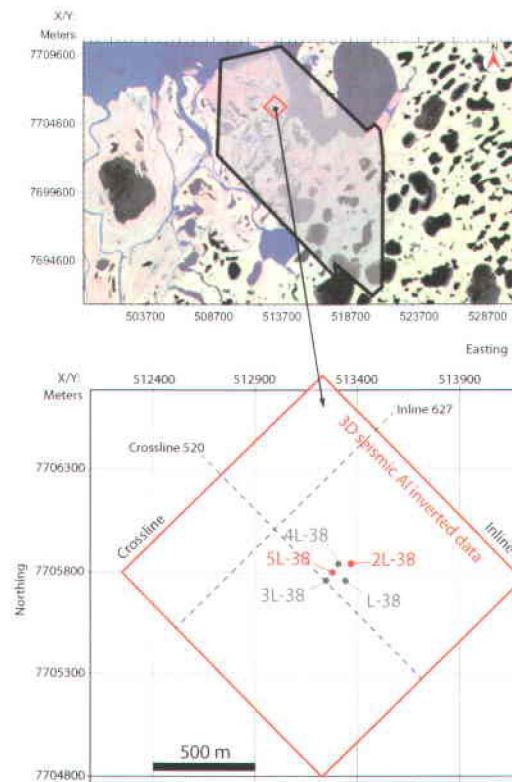 X/Y:
Meters
7709600
7704600
7699600
7694600
N
503700 508700 513700 518700 523700 528700
Easting
X/Y: 512400 512900 513400 513900
Meters
Inline 627
Crossline 520
3D seismic AI inverted data
7706300
Crossline
Inline
4L-38
5L-38 2L-38
3L-38 L-38
7705800
Northing
7705300
500 m
7704800